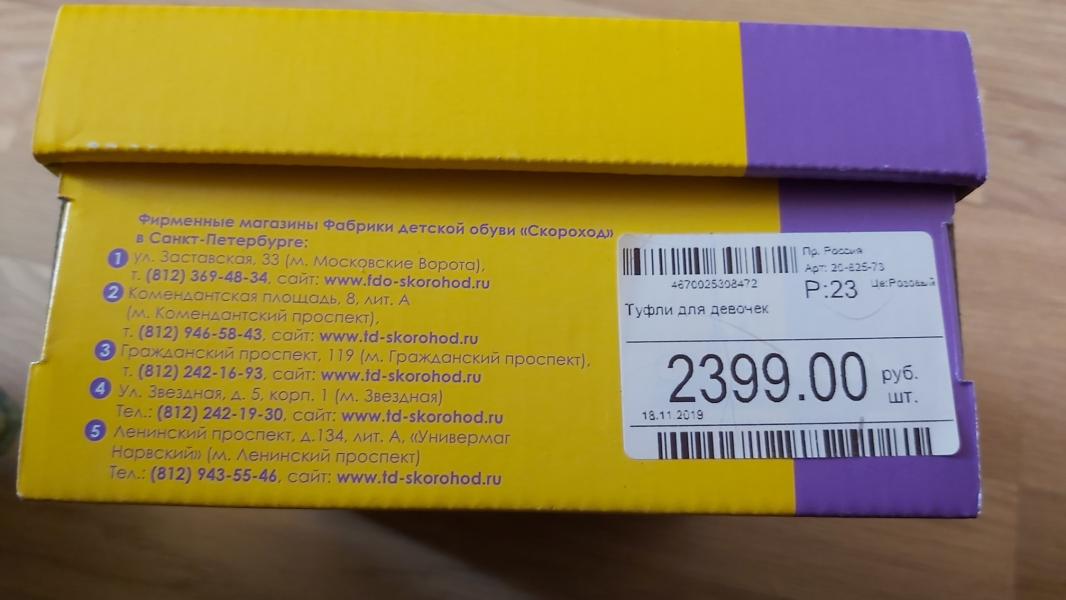 Фирменные магазины Фабрики детской обуви «Скороход»
в Санкт-Петербурге:
1 ул. Заставская, 33 (м. Московские Ворота),
т. (812) 369-48-34, сайт: www.fdo-skorohod.ru
2 Комендантская площадь, 8, лит. А
(м. Комендантский проспект),
т. (812) 946-58-43, сайт: www.td-skorohod.ru
3 Гражданский проспект, 119 (м. Гражданский проспект),
т. (812) 242-16-93, сайт: www.td-skorohod.ru
4 Ул. Звездная, д. 5, корп. 1 (м. Звездная)
Тел.: (812) 242-19-30, сайт: www.td-skorohod.ru
5 Ленинский проспект, д.134, лит. А, «Универмаг
Нарвский» (м. Ленинский проспект)
Тел.: (812) 943-55-46, сайт: www.td-skorohod.ru
Пр. Россия
Арт: 20-825-73
4670025308472
Р:23 Цв:Розовый
Туфли для девочек
2399.00 руб.
шт.
18.11.2019